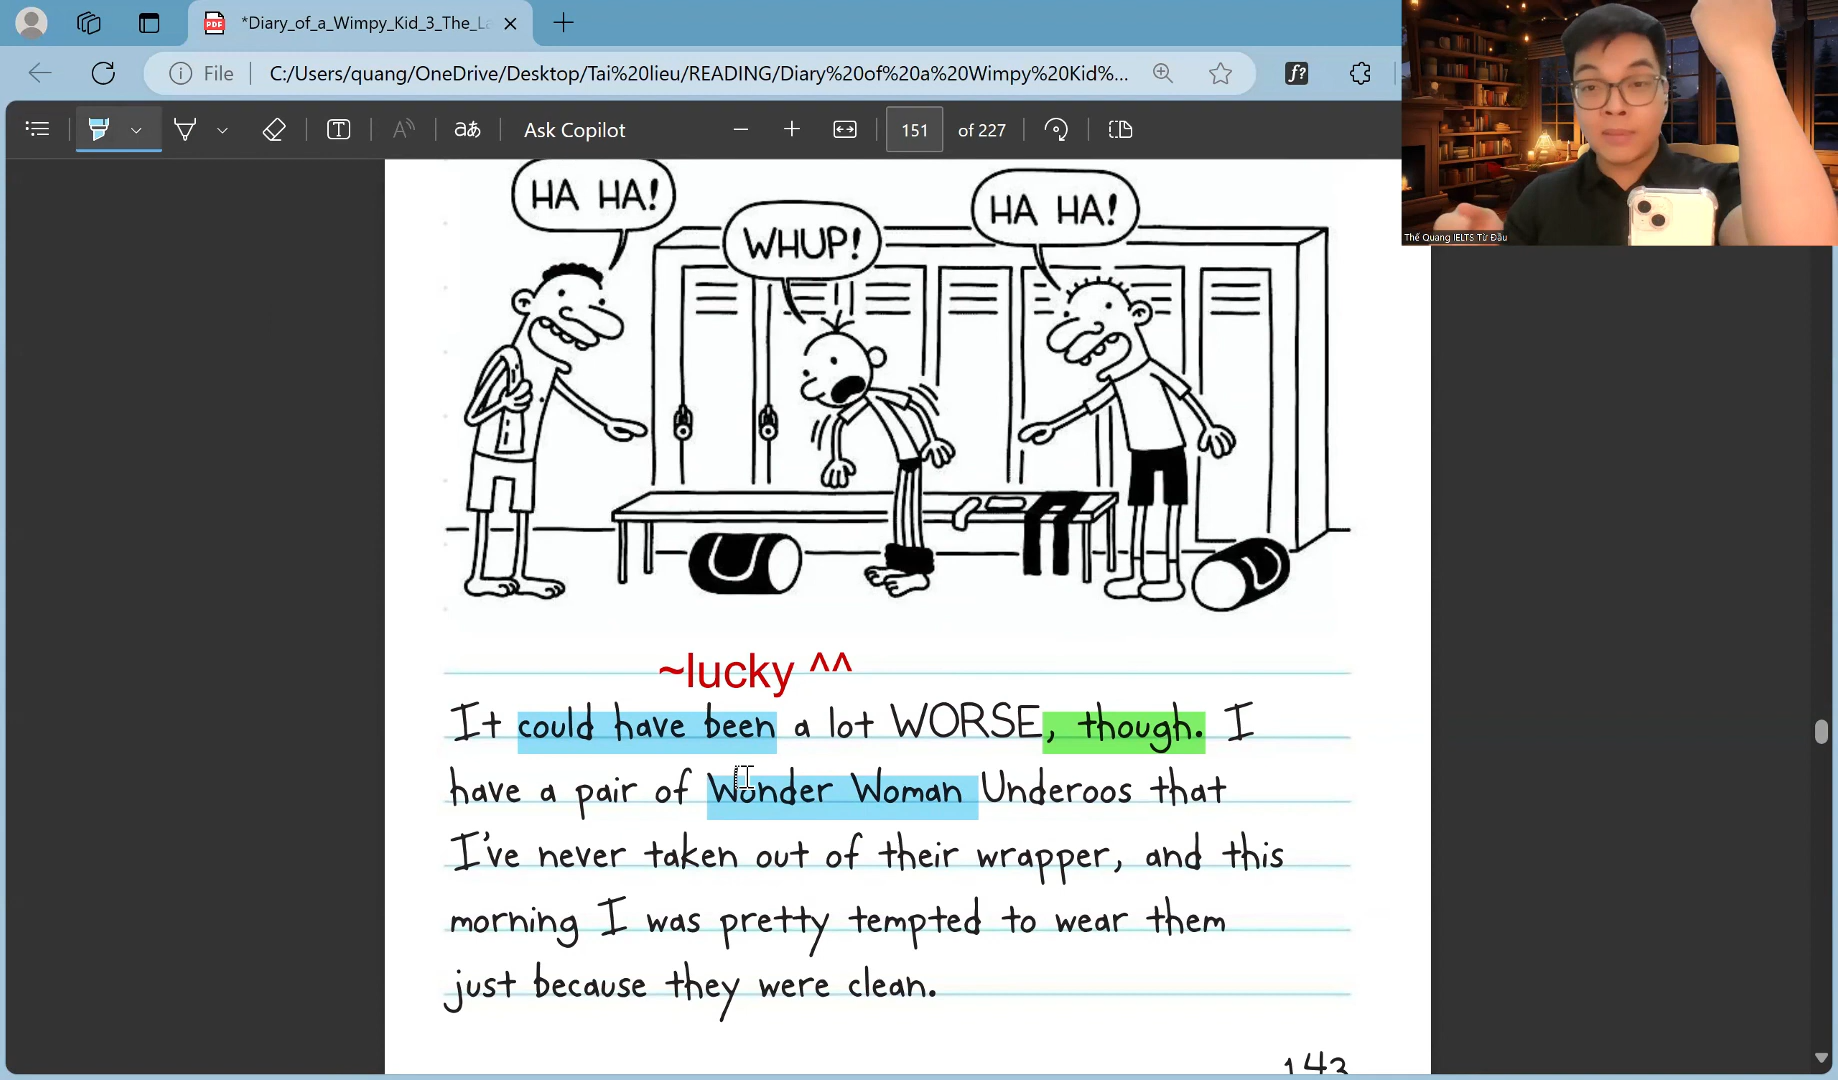 *Diary_of_a_Wimpy_Kid_3_The_La
File
C:/Users/quang/OneDrive/Desktop/Tai%20lieu/READING/Diary%20of%20a%20Wimpy%20Kid%...
f?
aあ
Ask Copilot
151 of 227
Thế Quang IELTS Từ Đầu
HA HA!
WHUP!
HA HA!
~lucky ^^
It could have been a lot WORSE, though. I
have a pair of Wonder Woman Underoos that
I've never taken out of their wrapper, and this
morning I was pretty tempted to wear them
just because they were clean.
143